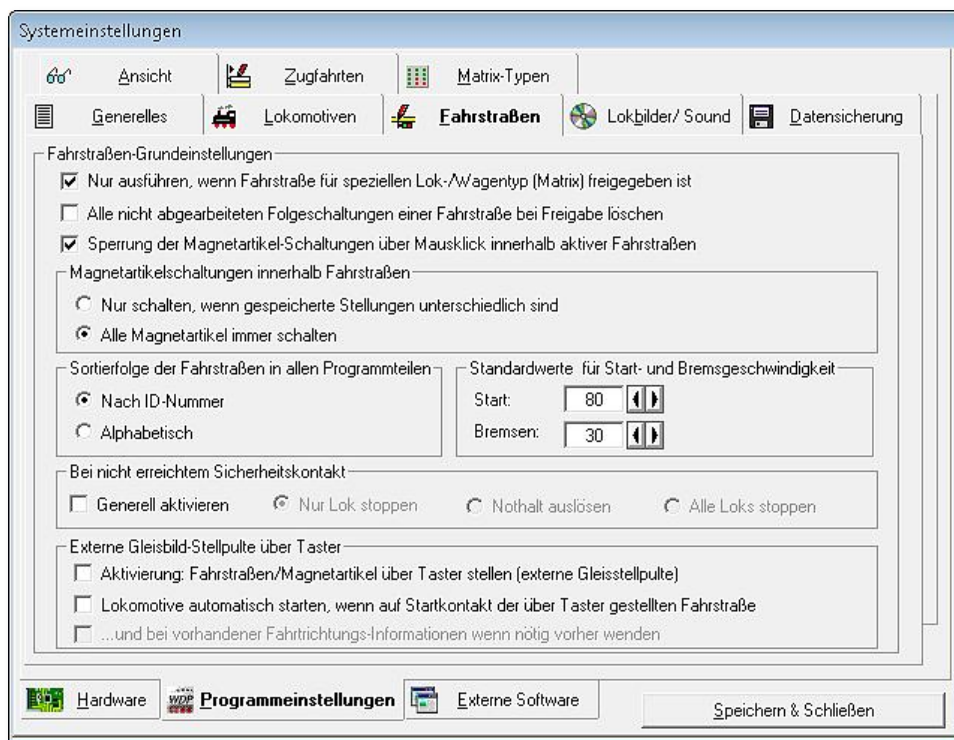 Systemeinstellungen
Ansicht
Zugfahrten
Matrix-Typen
Generelles
Lokomotiven
Fahrstraßen
Lokbilder/ Sound
Datensicherung
Fahrstraßen-Grundeinstellungen
Nur ausführen, wenn Fahrstraße für speziellen Lok-/Wagentyp (Matrix) freigegeben ist
Alle nicht abgearbeiteten Folgeschaltungen einer Fahrstraße bei Freigabe löschen
Sperrung der Magnetartikel-Schaltungen über Mausklick innerhalb aktiver Fahrstraßen
Magnetartikelschaltungen innerhalb Fahrstraßen
Nur schalten, wenn gespeicherte Stellungen unterschiedlich sind
Alle Magnetartikel immer schalten
Sortierfolge der Fahrstraßen in allen Programmteilen
Nach ID-Nummer
Alphabetisch
Standardwerte für Start- und Bremsgeschwindigkeit
Start: 80
Bremsen: 30
Bei nicht erreichtem Sicherheitskontakt
Generell aktivieren
Nur Lok stoppen
Nothalt auslösen
Alle Loks stoppen
Externe Gleisbild-Stellpulte über Taster
Aktivierung: Fahrstraßen/Magnetartikel über Taster stellen (externe Gleisstellpulte)
Lokomotive automatisch starten, wenn auf Startkontakt der über Taster gestellten Fahrstraße
...und bei vorhandener Fahrtrichtungs-Informationen wenn nötig vorher wenden
Hardware
WDP
Programmeinstellungen
Externe Software
Speichern & Schließen